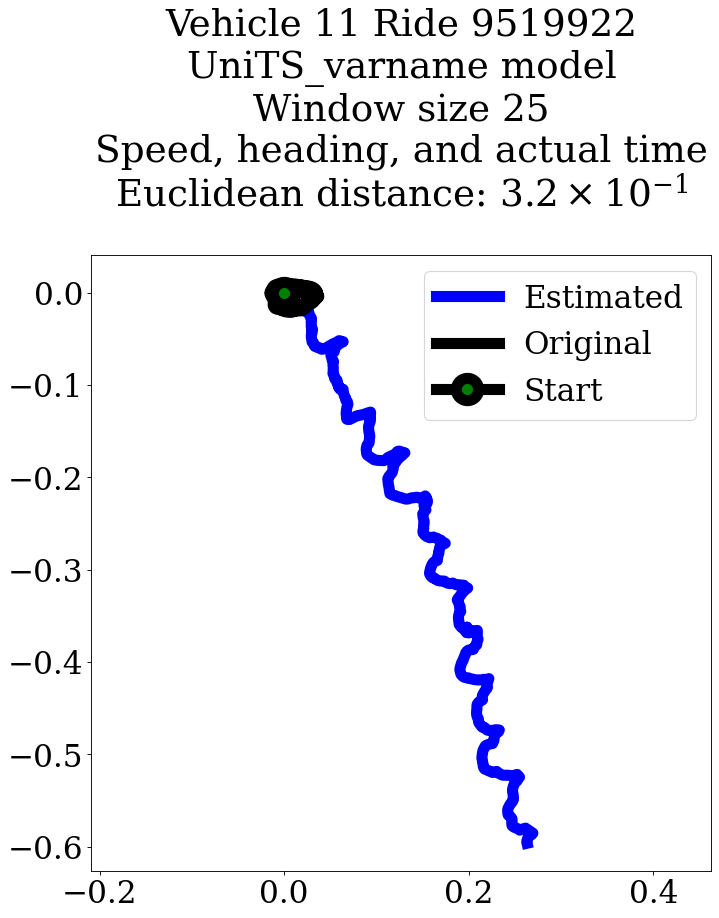 Vehicle 11 Ride 9519922
UniTS_varname model
Window size 25
Speed, heading, and actual time
Euclidean distance: 3.2 × 10⁻¹
Estimated
Original
Start
0.0
−0.1
−0.2
−0.3
−0.4
−0.5
−0.6
−0.2 0.0 0.2 0.4